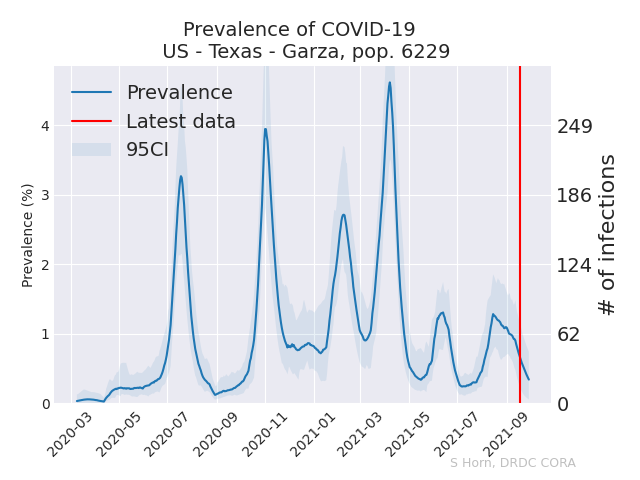 Prevalence of COVID-19
US - Texas - Garza, pop. 6229
Prevalence
Latest data
95CI
Prevalence (%)
4
3
2
1
0
249
186
124
62
0
# of infections
2020-03
2020-05
2020-07
2020-09
2020-11
2021-01
2021-03
2021-05
2021-07
2021-09
S Horn, DRDC CORA